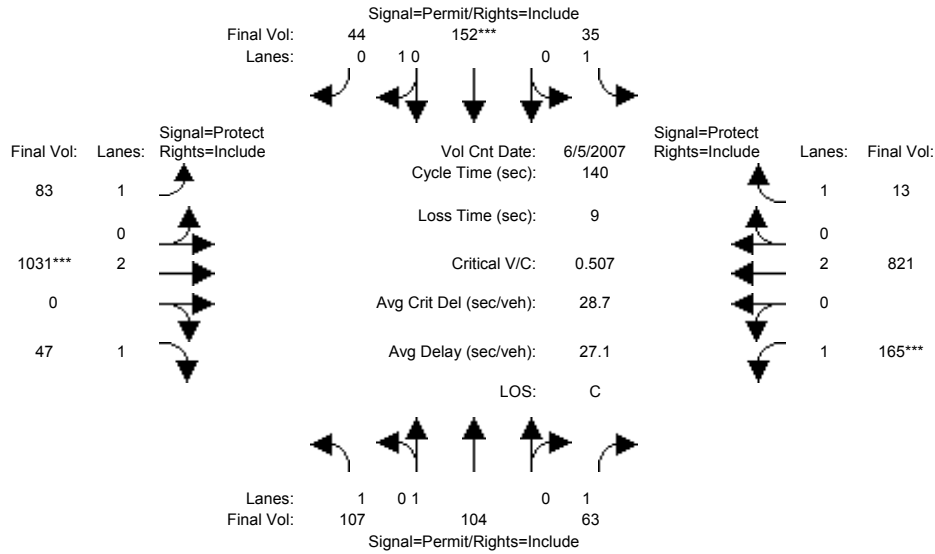 Signal=Permit/Rights=Include
Final Vol: 44 152*** 35
Lanes: 0 1 0 0 1
Signal=Protect Signal=Protect
Final Vol: Lanes: Rights=Include Vol Cnt Date: 6/5/2007 Rights=Include Lanes: Final Vol:
Cycle Time (sec): 140
83 1 1 13
Loss Time (sec): 9
0 0
1031*** 2 Critical V/C: 0.507 2 821
0 0 Avg Crit Del (sec/veh): 28.7 0
47 1 Avg Delay (sec/veh): 27.1 1 165***
LOS: C
Lanes: 1 0 1 0 1
Final Vol: 107 104 63
Signal=Permit/Rights=Include